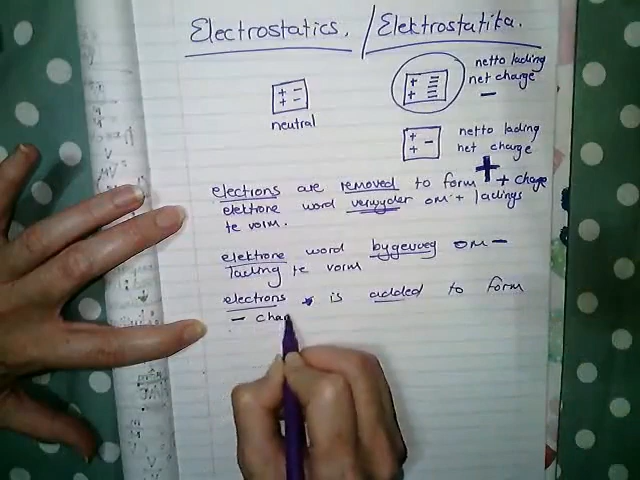 Electrostatics. / Elektrostatika.
netto lading
net charge
−
+ −
+ −
neutral
+
+
netto lading
net charge
+
+ −
+
electrons are removed to form + charge
elektrone word verwyder om + ladings
te vorm.
elektrone word bygevoeg om −
lading te vorm
electrons is added to form
− cha